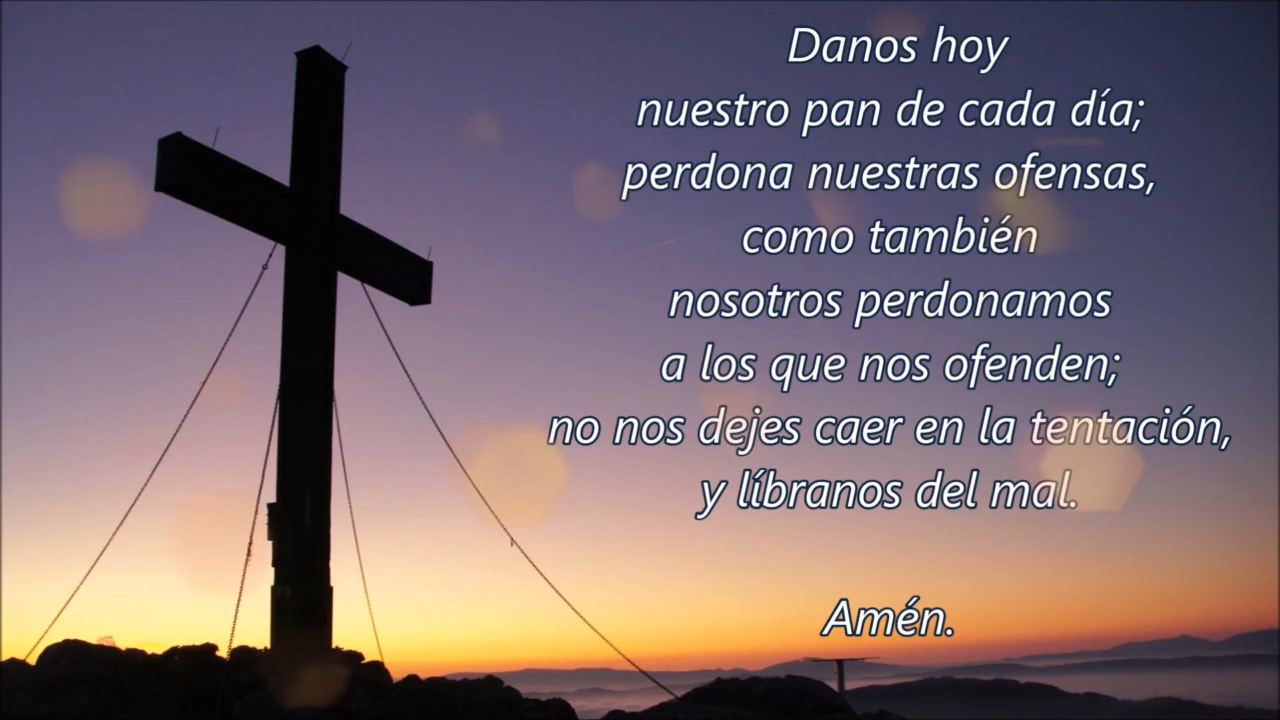 Danos hoy
nuestro pan de cada día;
perdona nuestras ofensas,
como también
nosotros perdonamos
a los que nos ofenden;
no nos dejes caer en la tentación,
y líbranos del mal.
Amén.